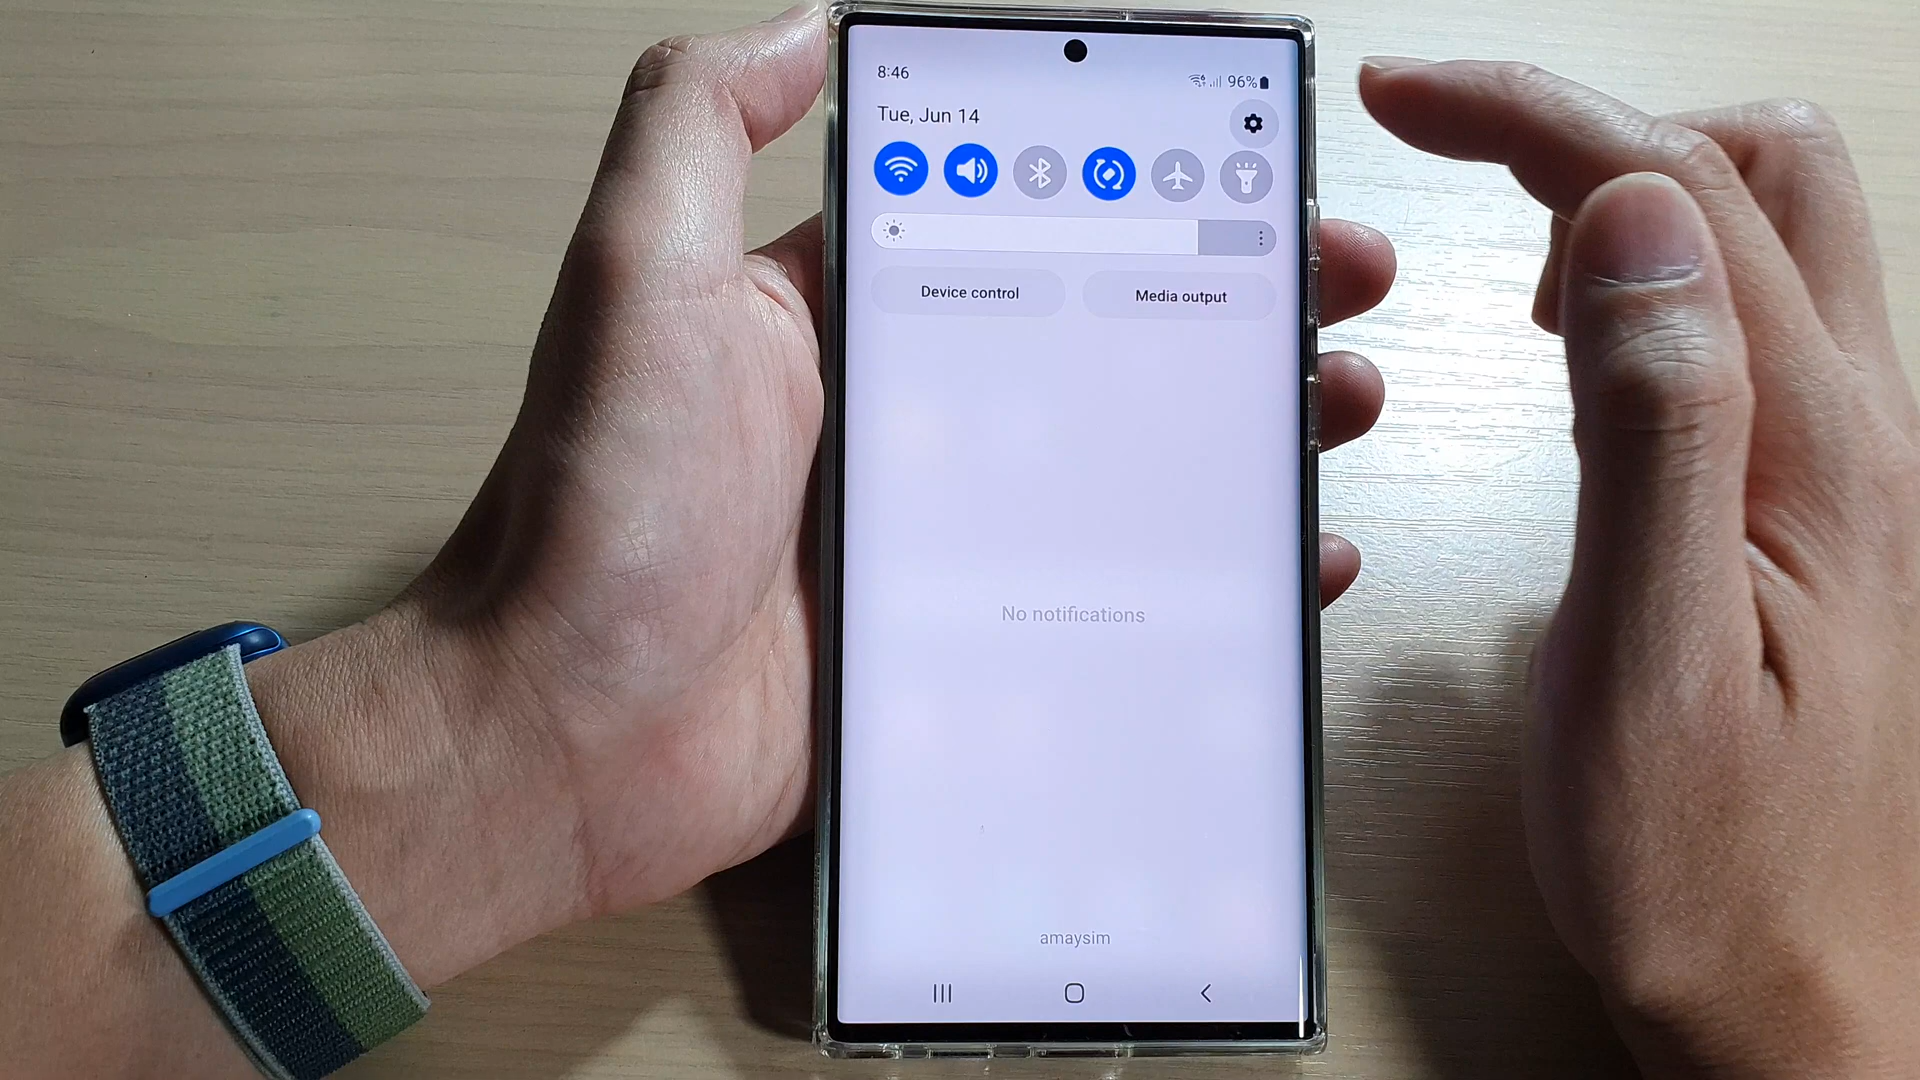 8:46
96%
Tue, Jun 14
Device control
Media output
No notifications
amaysim